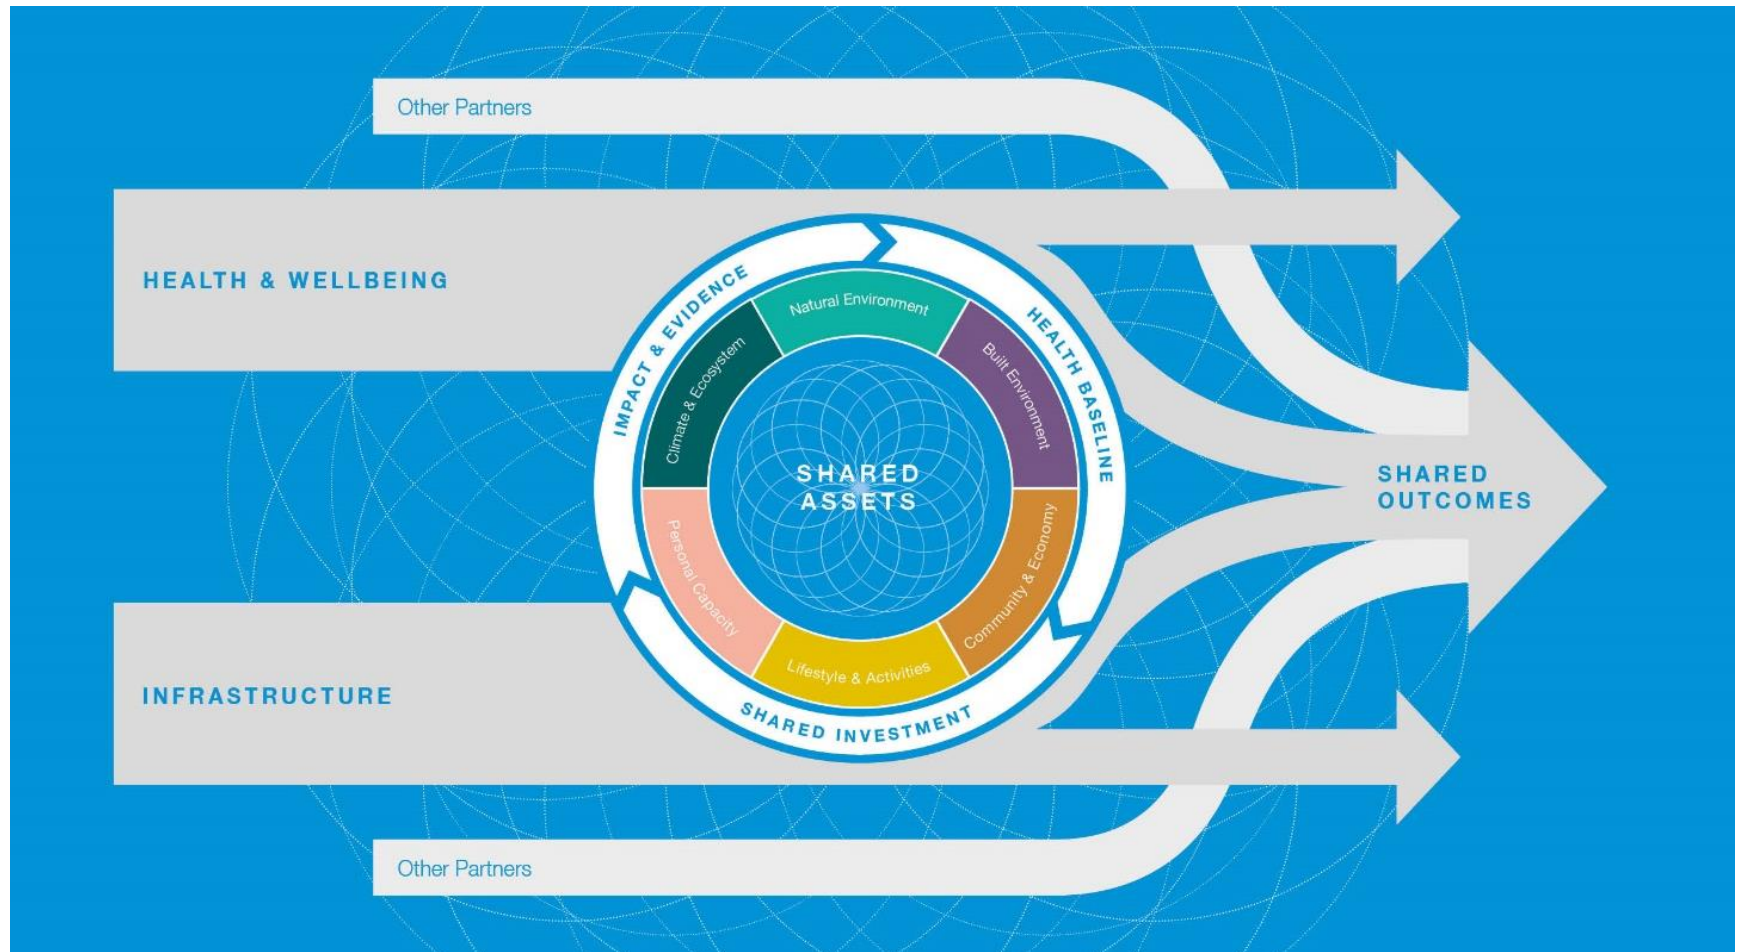 Other Partners
HEALTH & WELLBEING
IMPACT & EVIDENCE
HEALTH BASELINE
SHARED INVESTMENT
Natural Environment
Built Environment
Community & Economy
Lifestyle & Activities
Personal Capacity
Climate & Ecosystem
SHARED
ASSETS
SHARED
OUTCOMES
INFRASTRUCTURE
Other Partners